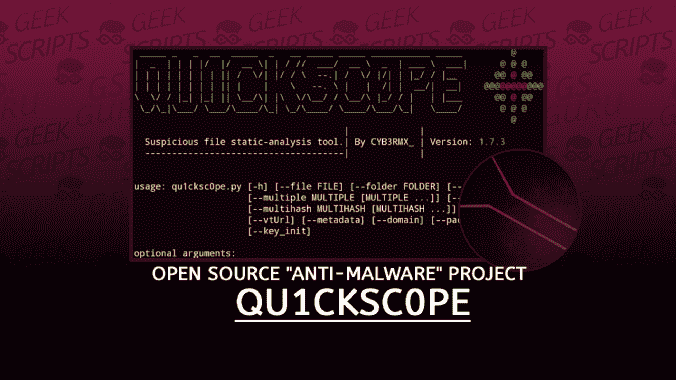 GEEK SCRIPTS
QU1CKSC0PE
Suspicious file static-analysis tool.| By CYB3RMX_ | Version: 1.7.3
usage: qu1cksc0pe.py [-h] [--file FILE] [--folder FOLDER] [--
[--multiple MULTIPLE [MULTIPLE ...]] [--
[--multihash MULTIHASH [MULTIHASH ...]]
[--vtUrl] [--metadata] [--domain] [--pac
[--key_init]
optional arguments:
OPEN SOURCE "ANTI-MALWARE" PROJECT
QU1CKSC0PE